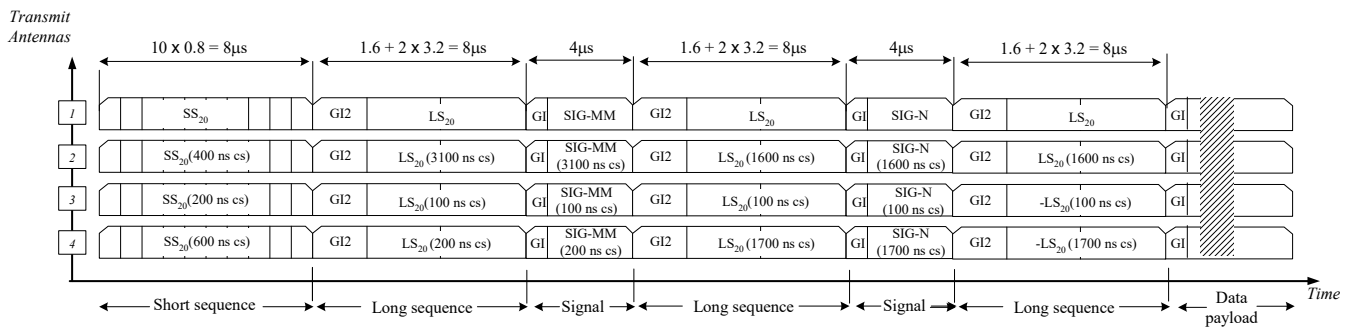 Transmit
Antennas
10 x 0.8 = 8μs
1.6 + 2 x 3.2 = 8μs
4μs
1.6 + 2 x 3.2 = 8μs
4μs
1.6 + 2 x 3.2 = 8μs
1
SS20
GI2
LS20
GI
SIG-MM
GI2
LS20
GI
SIG-N
GI2
LS20
GI
2
SS20(400 ns cs)
GI2
LS20(3100 ns cs)
GI
SIG-MM
(3100 ns cs)
GI2
LS20(1600 ns cs)
GI
SIG-N
(1600 ns cs)
GI2
LS20(1600 ns cs)
GI
3
SS20(200 ns cs)
GI2
LS20(100 ns cs)
GI
SIG-MM
(100 ns cs)
GI2
LS20(100 ns cs)
GI
SIG-N
(100 ns cs)
GI2
-LS20(100 ns cs)
GI
4
SS20(600 ns cs)
GI2
LS20(200 ns cs)
GI
SIG-MM
(200 ns cs)
GI2
LS20(1700 ns cs)
GI
SIG-N
(1700 ns cs)
GI2
-LS20(1700 ns cs)
GI
Time
Short sequence
Long sequence
Signal
Long sequence
Signal
Long sequence
Data
payload